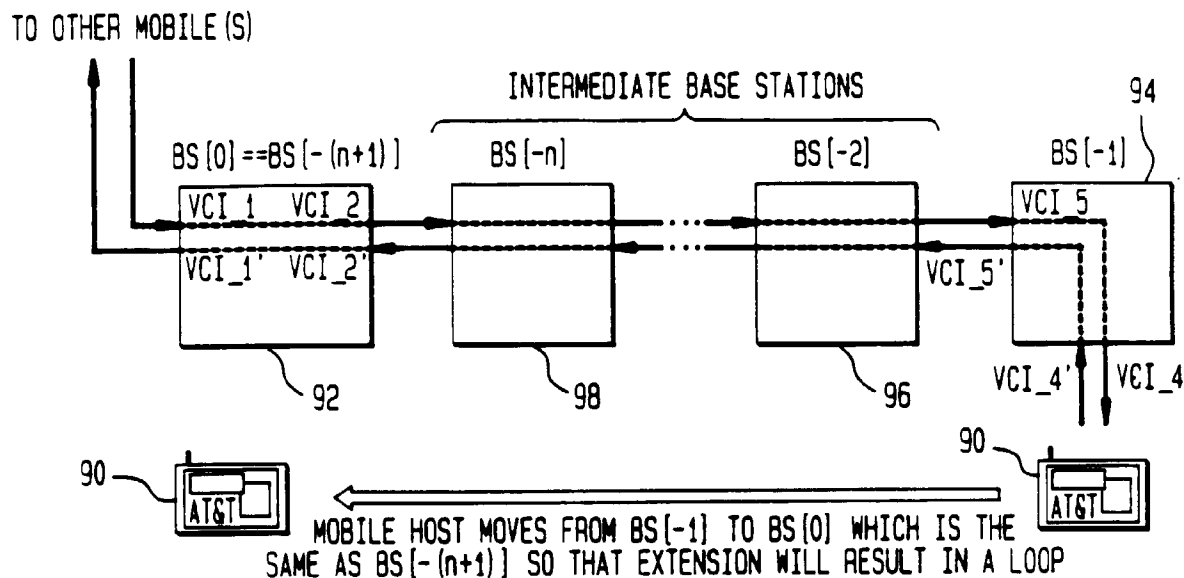 TO OTHER MOBILE(S)
INTERMEDIATE BASE STATIONS
94
BS[0]==BS[-(n+1)]
BS[-n]
BS[-2]
BS[-1]
VCI_1
VCI_2
VCI_5
VCI_1'
VCI_2'
VCI_5'
92
98
96
VCI_4'
VCI_4
90
90
AT&T
AT&T
MOBILE HOST MOVES FROM BS[-1] TO BS[0] WHICH IS THE
SAME AS BS[-(n+1)] SO THAT EXTENSION WILL RESULT IN A LOOP